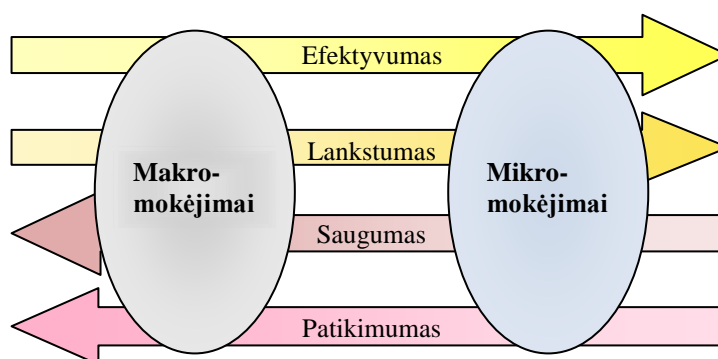 Efektyvumas
Lankstumas
Makro-
mokėjimai
Mikro-
mokėjimai
Saugumas
Patikimumas